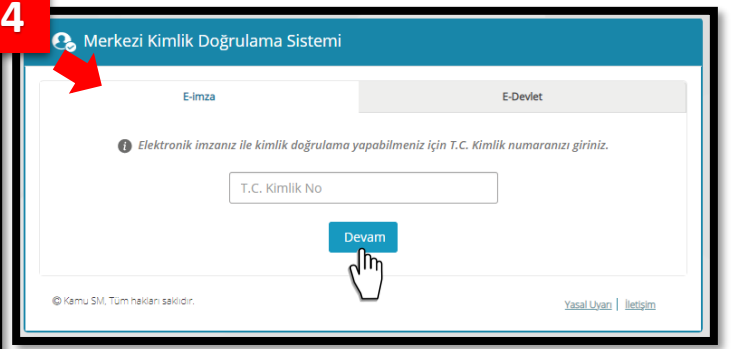 4
Merkezi Kimlik Doğrulama Sistemi
E-imza
E-Devlet
Elektronik imzanız ile kimlik doğrulama yapabilmeniz için T.C. Kimlik numaranızı giriniz.
T.C. Kimlik No
Devam
© Kamu SM, Tüm hakları saklıdır.
Yasal Uyarı | İletişim